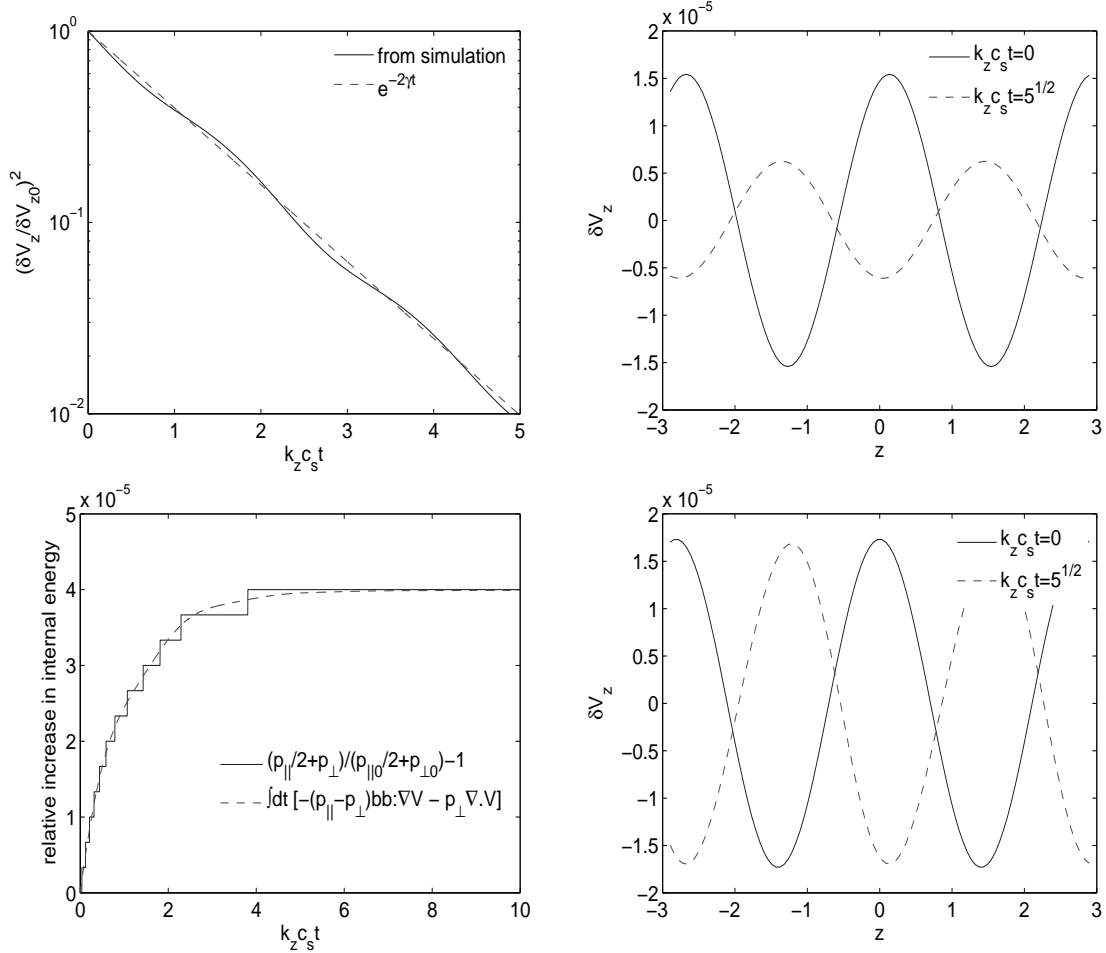 (δV_z/δV_z0)^2
10^0
10^-1
10^-2
from simulation
e^-2γt
0 1 2 3 4 5
k_z c_s t
x 10^-5
δV_z
2
1.5
1
0.5
0
−0.5
−1
−1.5
−2
k_z c_s t=0
k_z c_s t=5^1/2
−3 −2 −1 0 1 2 3
z
x 10^-5
relative increase in internal energy
5
4
3
2
1
0
(p_||/2+p_⊥)/(p_||0/2+p_⊥0)−1
∫dt [−(p_||−p_⊥)bb:∇V − p_⊥∇.V]
0 2 4 6 8 10
k_z c_s t
x 10^-5
δV_z
2
1.5
1
0.5
0
−0.5
−1
−1.5
−2
k_z c_s t=0
k_z c_s t=5^1/2
−3 −2 −1 0 1 2 3
z